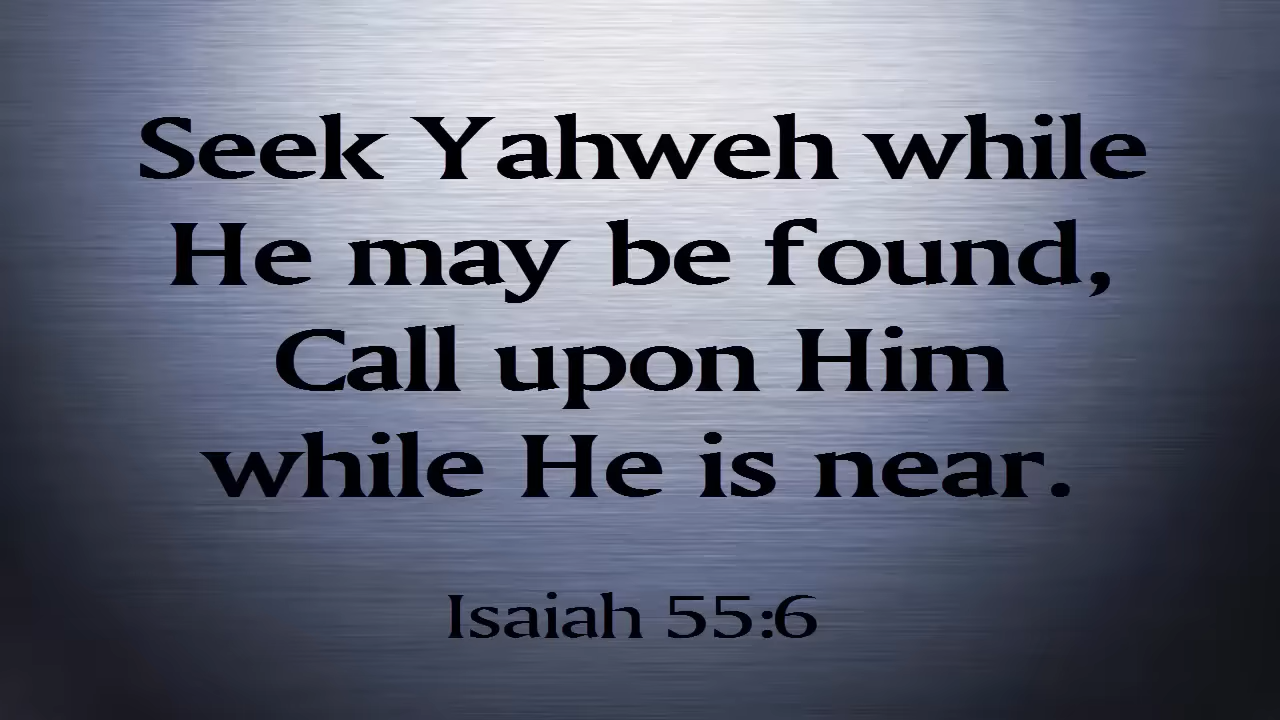 Seek Yahweh while
He may be found,
Call upon Him
while He is near.
Isaiah 55:6